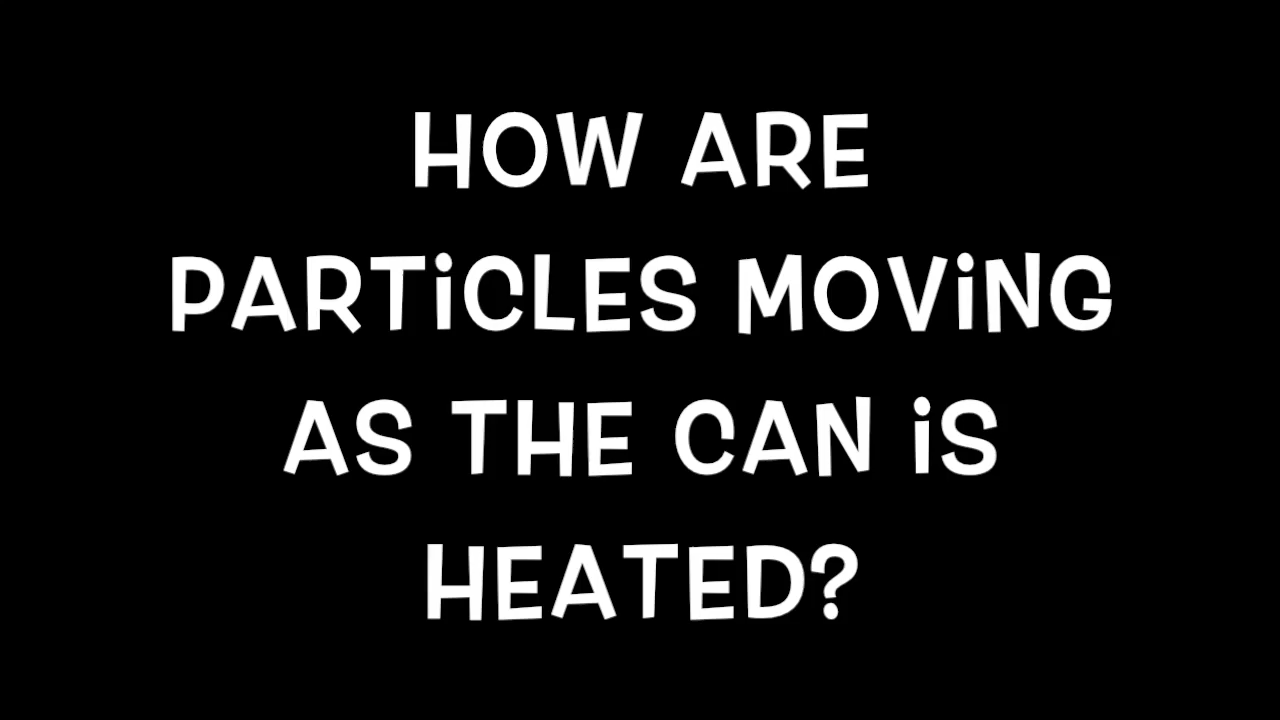 HOW ARE
PARTiCLES MOViNG
AS THE CAN iS
HEATED?